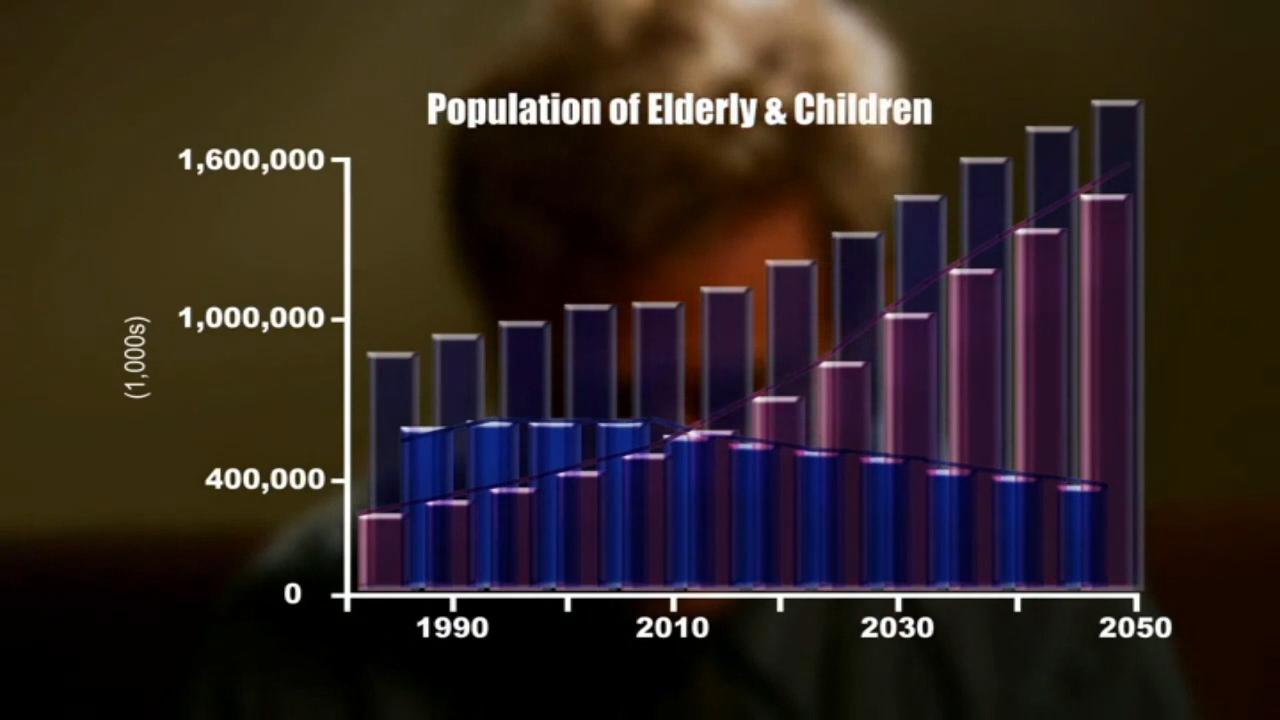 Population of Elderly & Children
1,600,000
1,000,000
(1,000s)
400,000
0
1990 2010 2030 2050